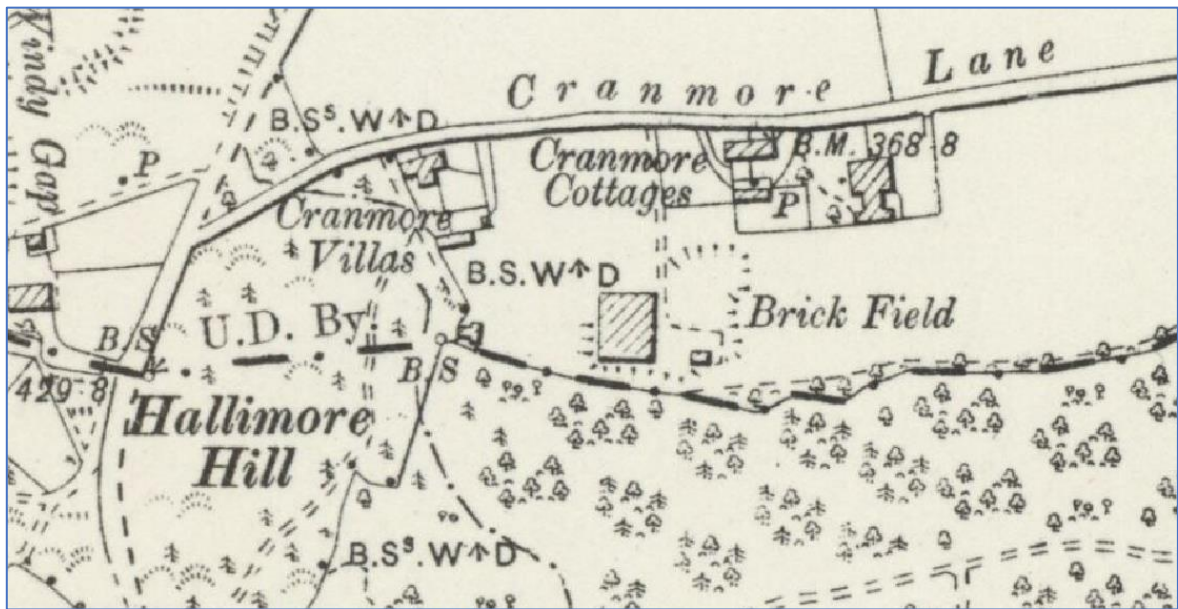 Windy Gap
Cranmore Lane
B.Sˢ. W↑D
B.M. 368·8
P
Cranmore
Cottages
P
Cranmore
Villas
B.S. W↑D
U.D. By.
Brick Field
B S
B S
429·8
Hallimore
Hill
B.Sˢ. W↑D